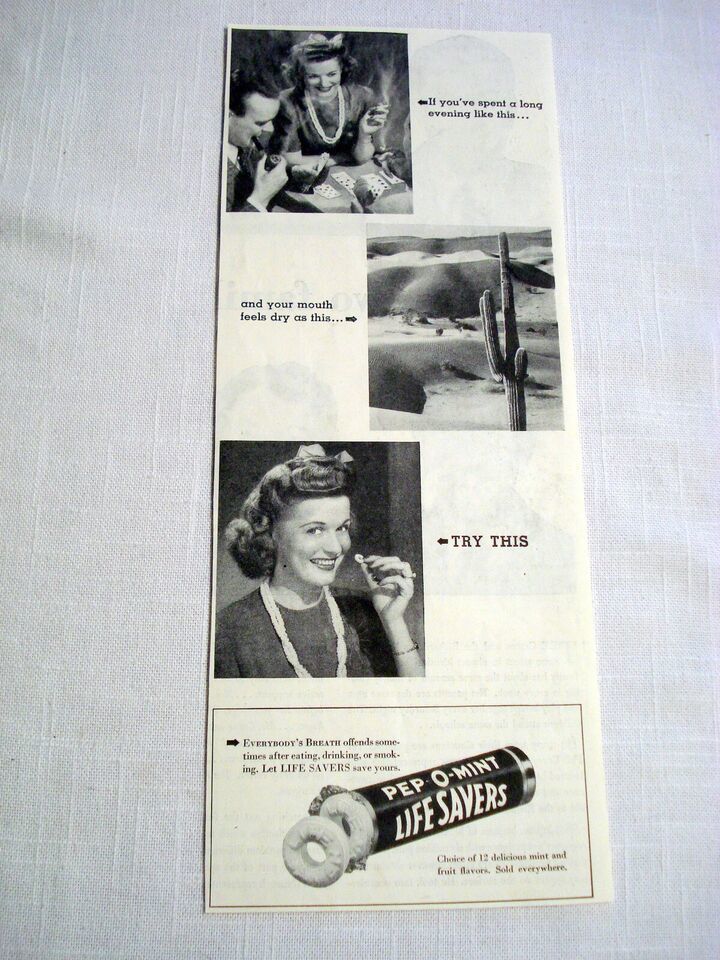 If you've spent a long
evening like this...
and your mouth
feels dry as this...
TRY THIS
EVERYBODY'S BREATH offends some-
times after eating, drinking, or smok-
ing. Let LIFE SAVERS save yours.
PEP-O-MINT
LIFE SAVERS
Choice of 12 delicious mint and
fruit flavors. Sold everywhere.